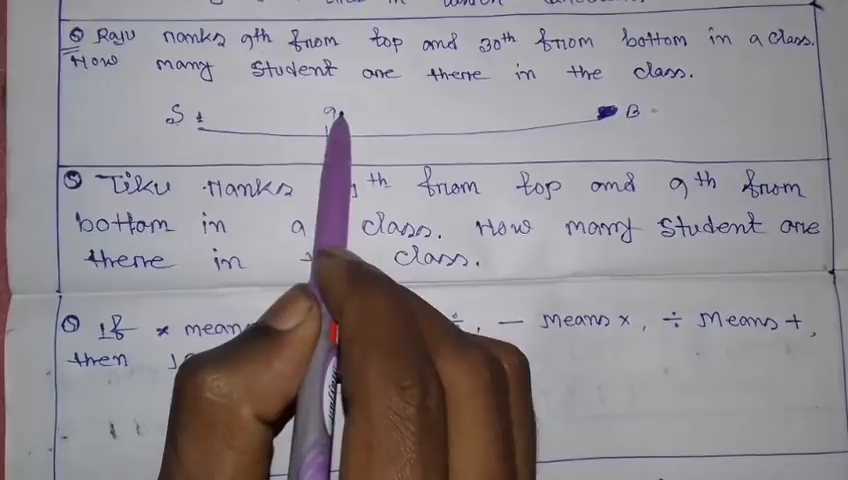 Q Raju ranks 9th from top and 30th from bottom in a class.
How many student are there in the class.
S 1 9 B
Q Tiku ranks from top and 9th from
bottom in a class. How many student are
there in class.
Q If × means ÷, — means ×, ÷ means +,
then